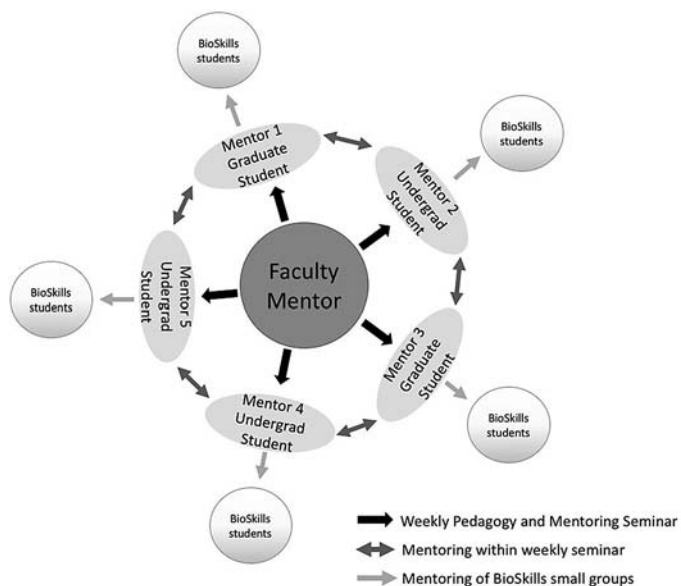 BioSkills
students
Mentor 1
Graduate
Student
BioSkills
students
Mentor 2
Undergrad
Student
Faculty
Mentor
BioSkills
students
Mentor 5
Undergrad
Student
Mentor 3
Graduate
Student
BioSkills
students
Mentor 4
Undergrad
Student
BioSkills
students
Weekly Pedagogy and Mentoring Seminar
Mentoring within weekly seminar
Mentoring of BioSkills small groups